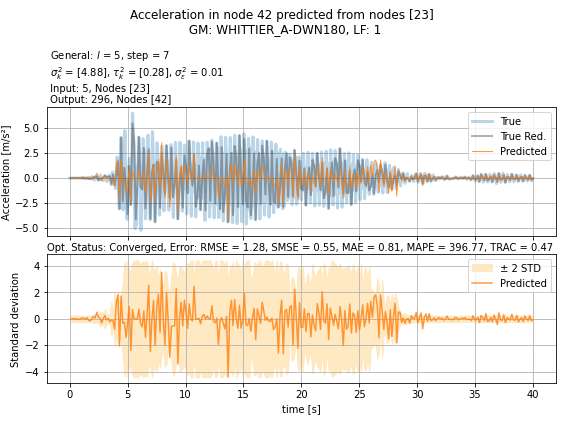 Acceleration in node 42 predicted from nodes [23]
GM: WHITTIER_A-DWN180, LF: 1
General: l = 5, step = 7
σ²ₖ = [4.88], τ²ₖ = [0.28], σ²ε = 0.01
Input: 5, Nodes [23]
Output: 296, Nodes [42]
Acceleration [m/s²]
5.0
2.5
0.0
−2.5
−5.0
True
True Red.
Predicted
Opt. Status: Converged, Error: RMSE = 1.28, SMSE = 0.55, MAE = 0.81, MAPE = 396.77, TRAC = 0.47
Standard deviation
4
2
0
−2
−4
± 2 STD
Predicted
0 5 10 15 20 25 30 35 40
time [s]